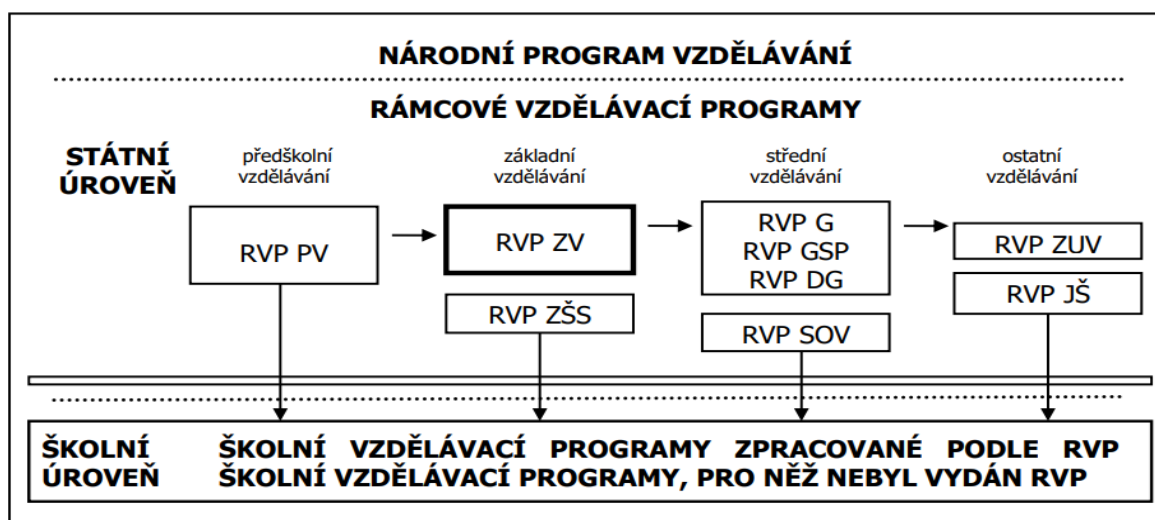 NÁRODNÍ PROGRAM VZDĚLÁVÁNÍ
RÁMCOVÉ VZDĚLÁVACÍ PROGRAMY
STÁTNÍ
ÚROVEŇ
předškolní
vzdělávání
základní
vzdělávání
střední
vzdělávání
ostatní
vzdělávání
RVP PV
RVP ZV
RVP ZŠS
RVP G
RVP GSP
RVP DG
RVP SOV
RVP ZUV
RVP JŠ
ŠKOLNÍ
ÚROVEŇ
ŠKOLNÍ VZDĚLÁVACÍ PROGRAMY ZPRACOVANÉ PODLE RVP
ŠKOLNÍ VZDĚLÁVACÍ PROGRAMY, PRO NĚŽ NEBYL VYDÁN RVP